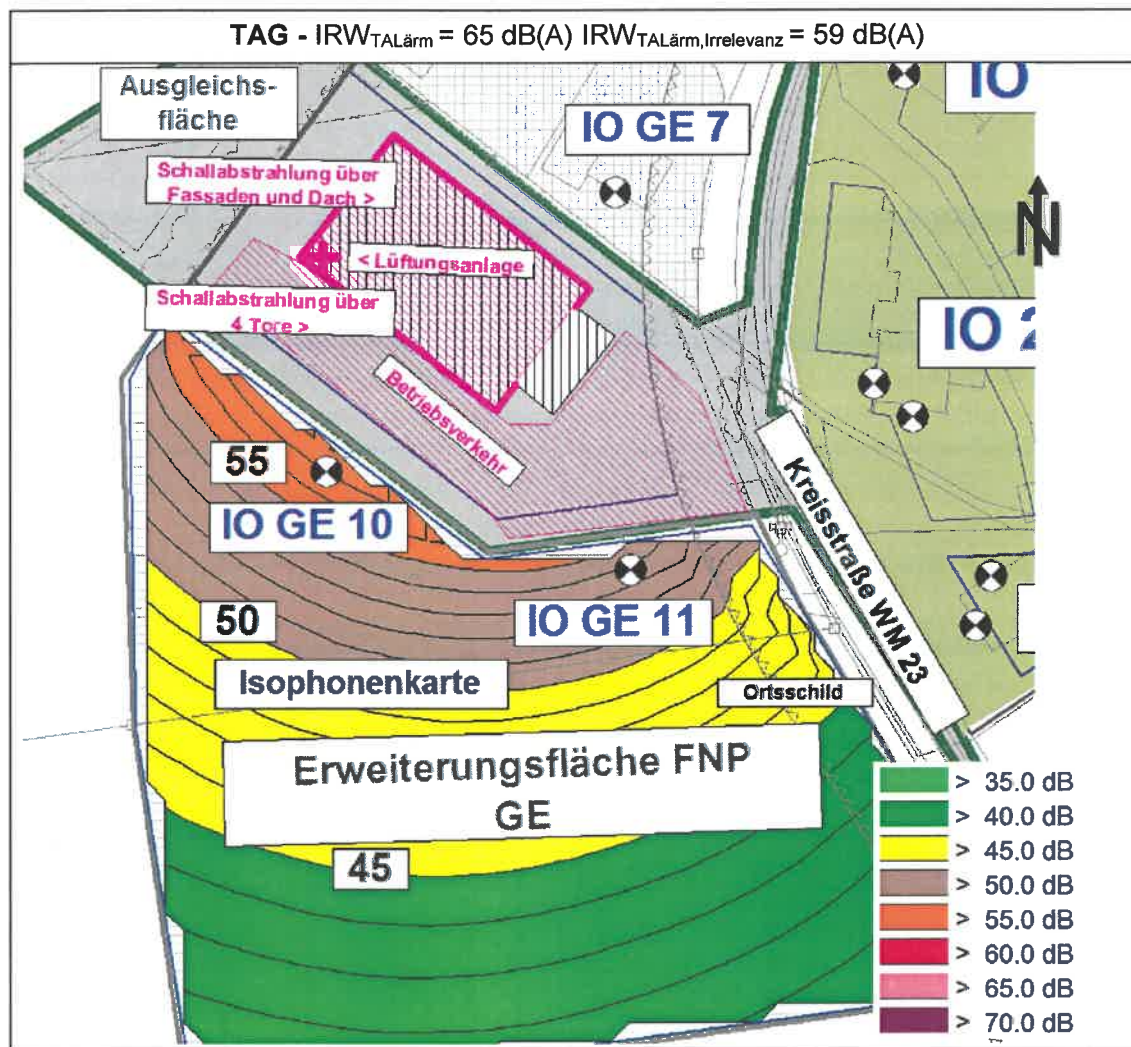 TAG - IRW_TALärm = 65 dB(A) IRW_TALärm,Irrelevanz = 59 dB(A)
Ausgleichs-
fläche
IO GE 7
IO
Schallabstrahlung über
Fassaden und Dach >
N
< Lüftungsanlage
Schallabstrahlung über
4 Tore >
IO 2
Betriebsverkehr
55
IO GE 10
Kreisstraße WM 23
50
IO GE 11
Isophonenkarte
Ortsschild
Erweiterungsfläche FNP
GE
45
> 35.0 dB
> 40.0 dB
> 45.0 dB
> 50.0 dB
> 55.0 dB
> 60.0 dB
> 65.0 dB
> 70.0 dB